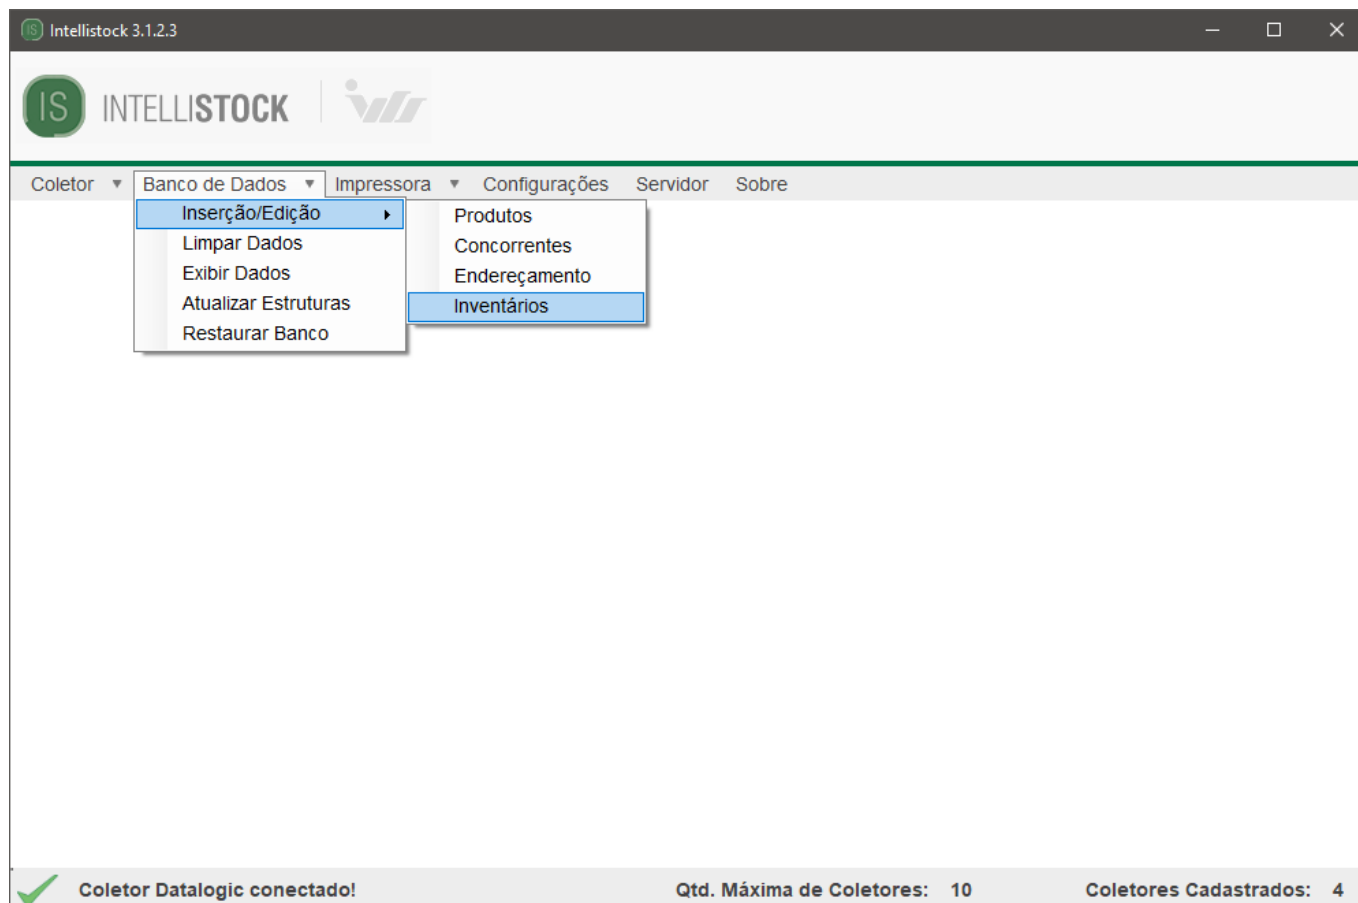 IS Intellistock 3.1.2.3
IS INTELLISTOCK
Coletor Banco de Dados Impressora Configurações Servidor Sobre
Inserção/Edição
Limpar Dados
Exibir Dados
Atualizar Estruturas
Restaurar Banco
Produtos
Concorrentes
Endereçamento
Inventários
Coletor Datalogic conectado! Qtd. Máxima de Coletores: 10 Coletores Cadastrados: 4